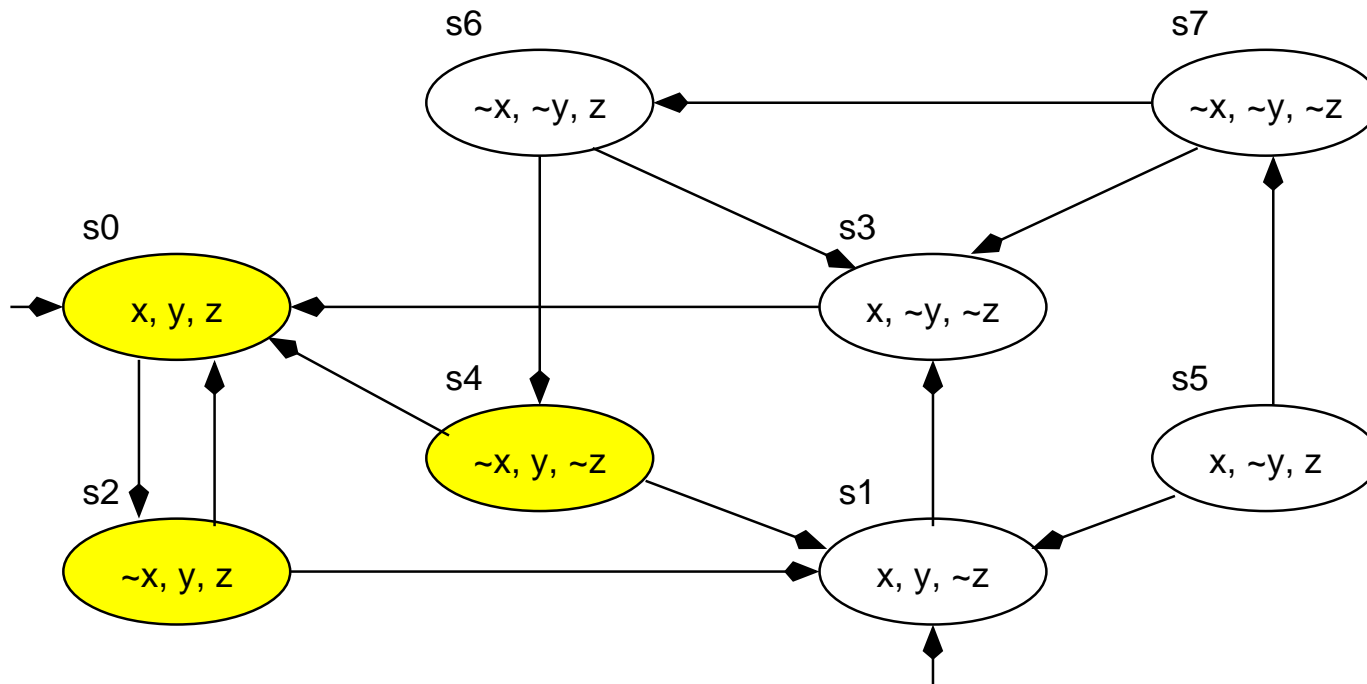 s6
s7
~x, ~y, z
~x, ~y, ~z
s0
s3
x, y, z
x, ~y, ~z
s4
s5
~x, y, ~z
x, ~y, z
s2
s1
~x, y, z
x, y, ~z